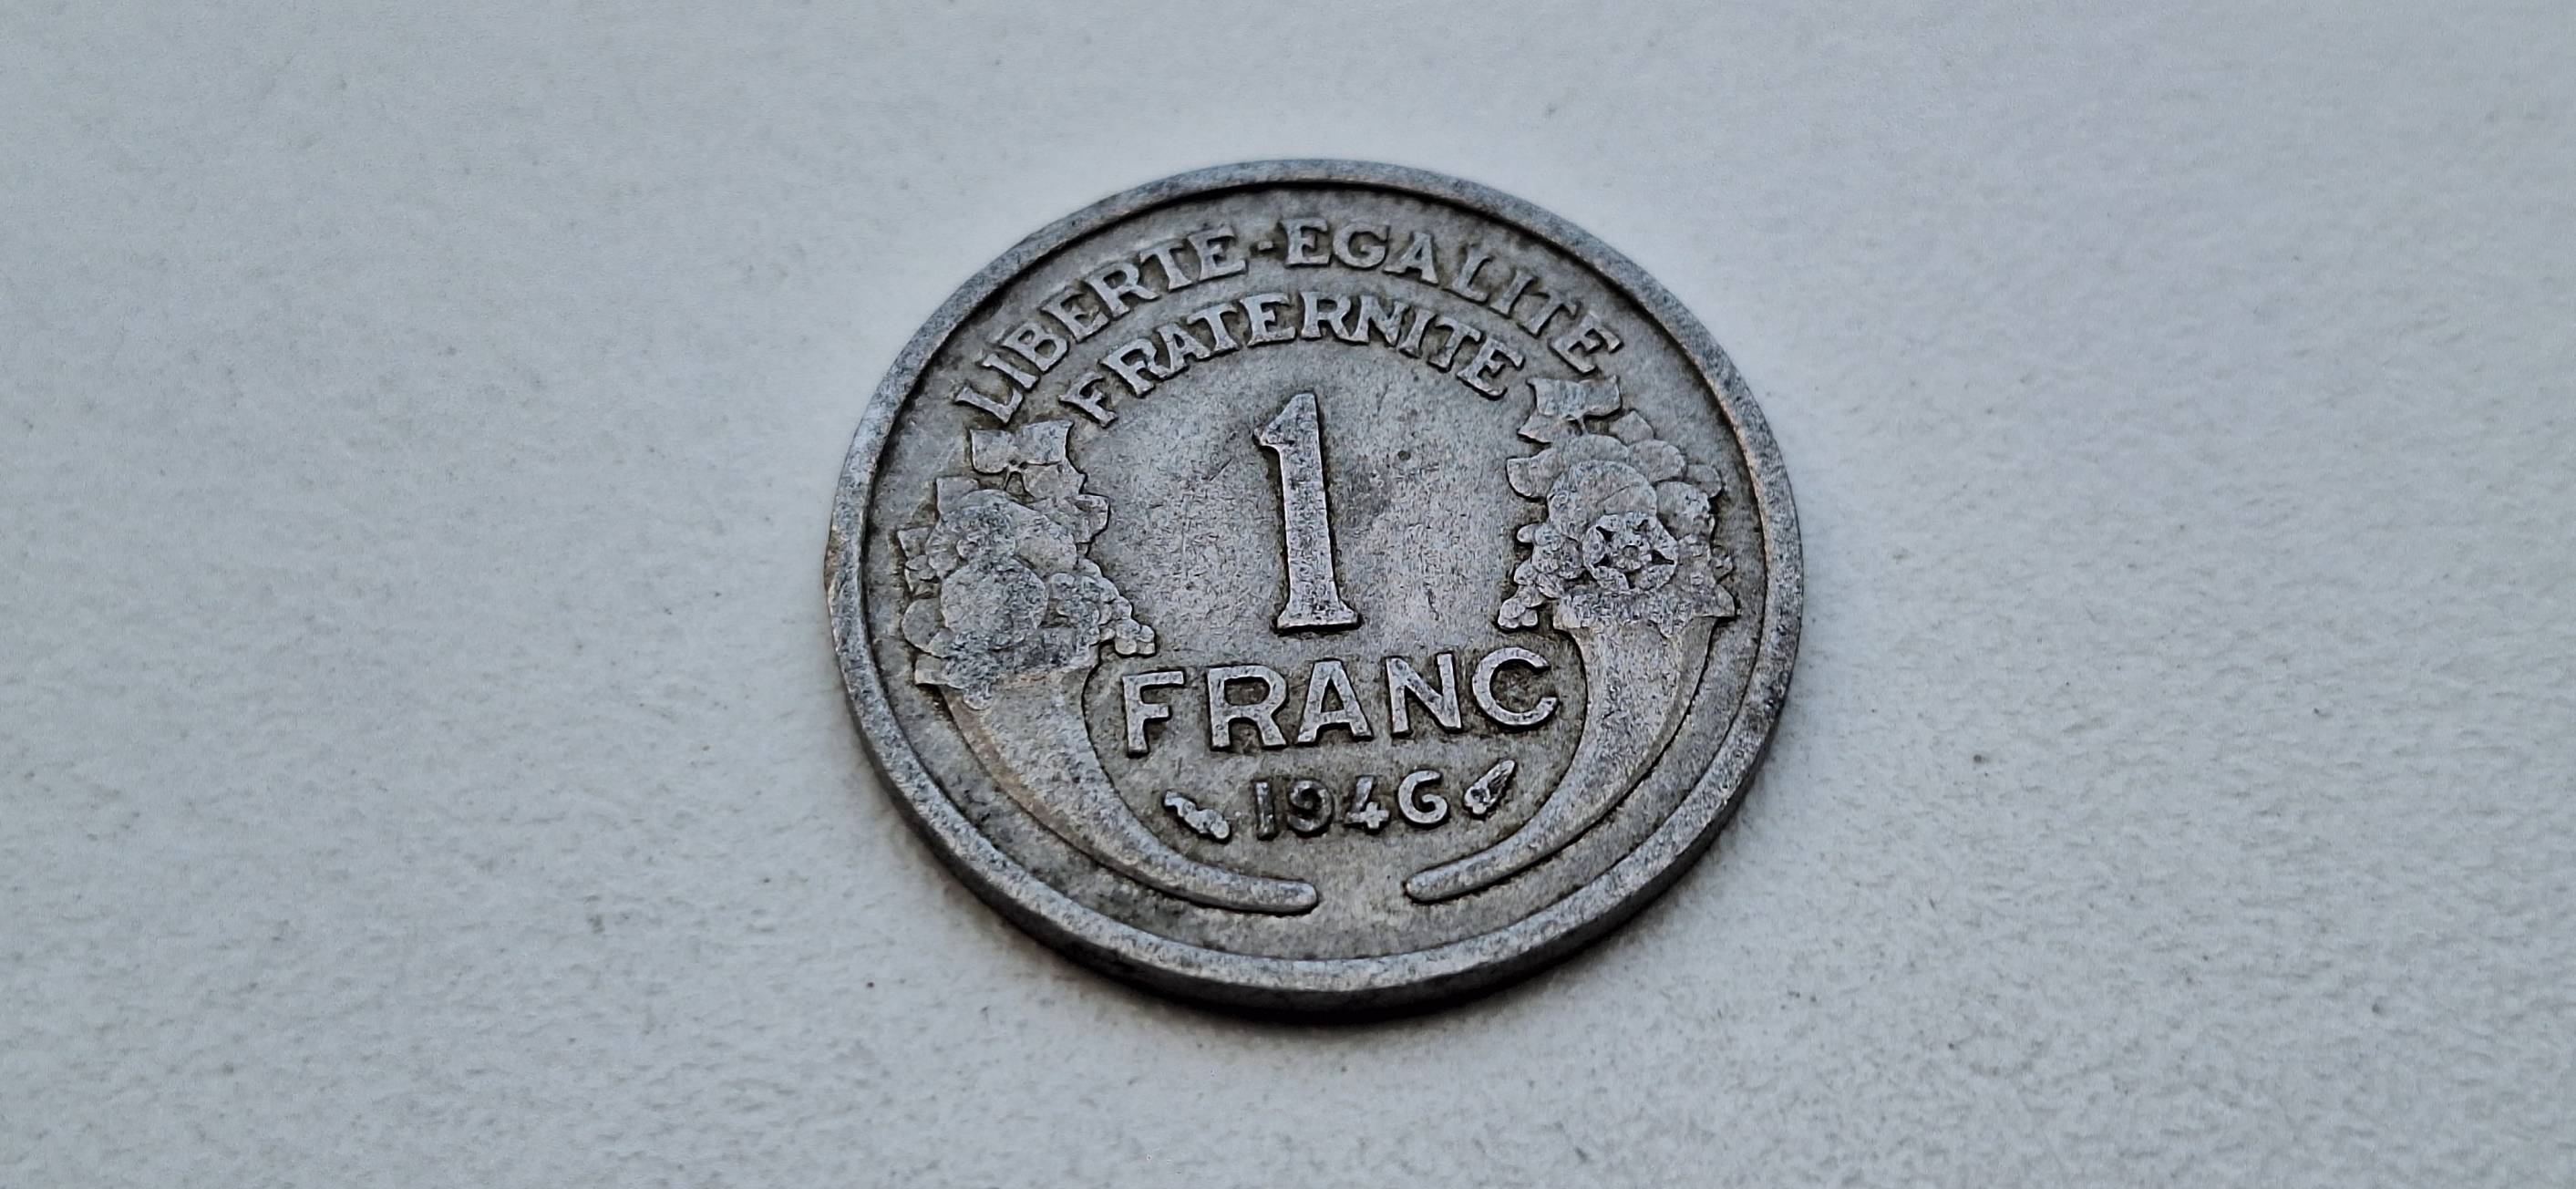 LIBERTE-EGALITE
FRATERNITE
1
FRANC
1946